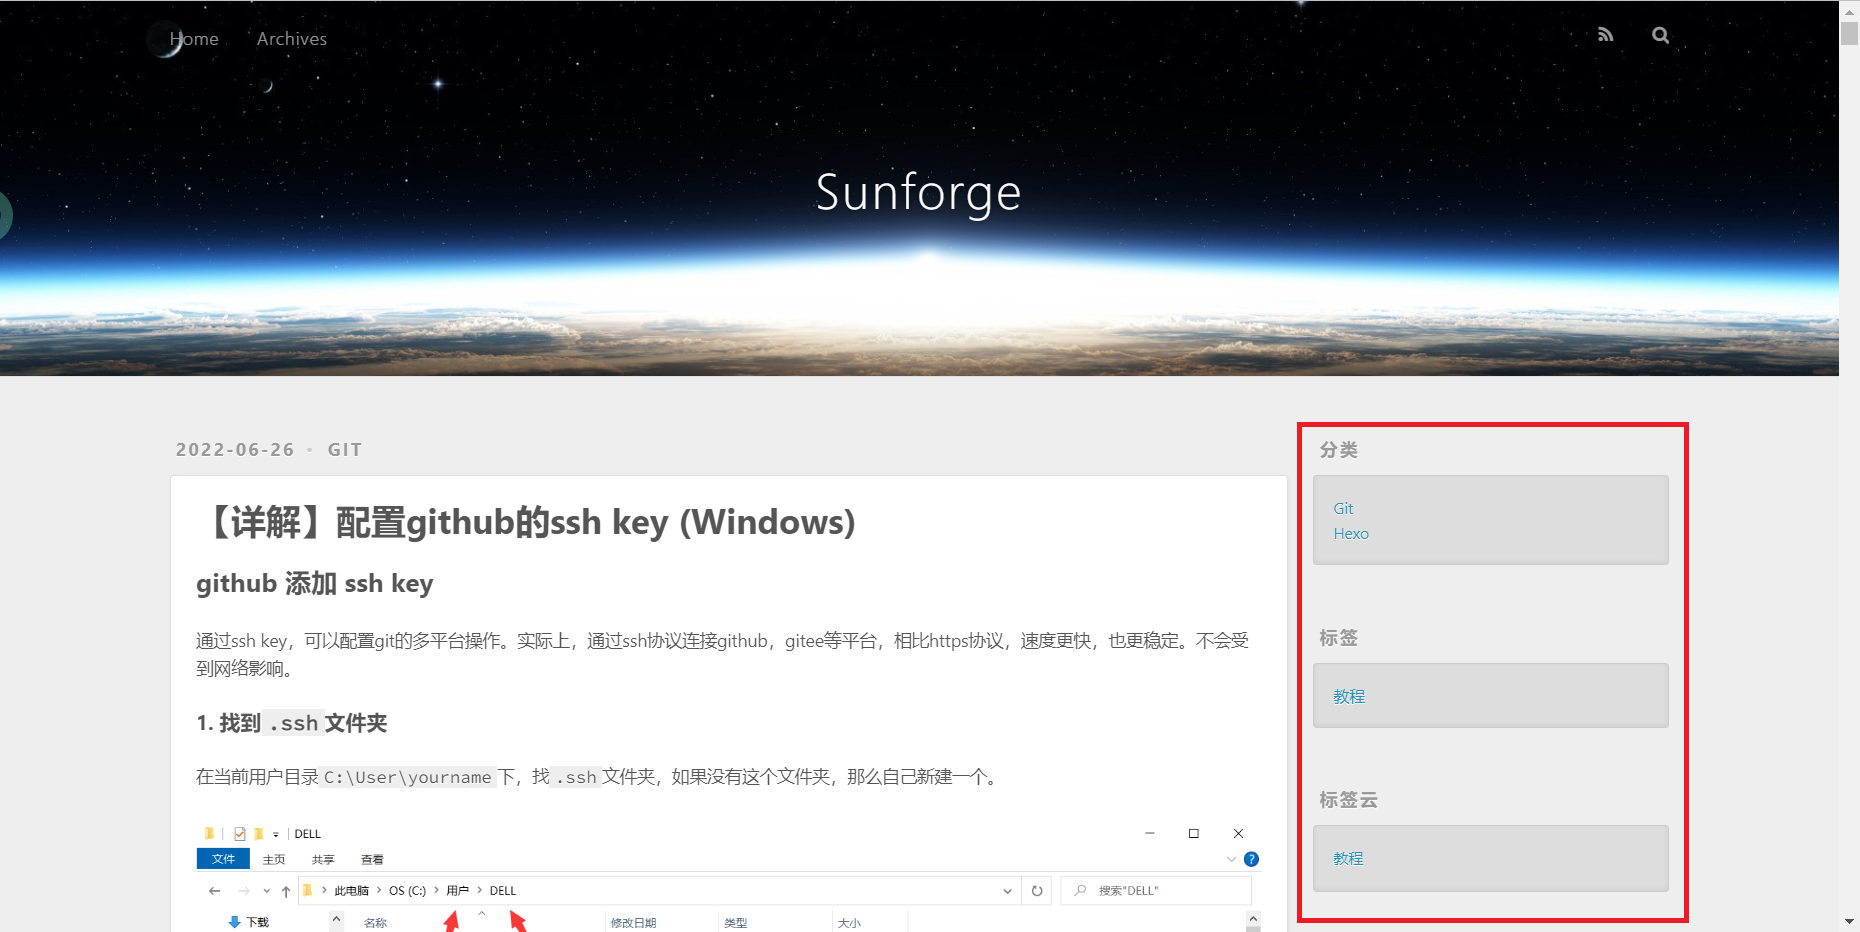 Home
Archives
Sunforge
2022-06-26 • GIT
【详解】配置github的ssh key (Windows)
github 添加 ssh key
通过ssh key，可以配置git的多平台操作。实际上，通过ssh协议连接github，gitee等平台，相比https协议，速度更快，也更稳定。不会受
到网络影响。
1. 找到 .ssh 文件夹
在当前用户目录 C:\User\yourname 下，找 .ssh 文件夹，如果没有这个文件夹，那么自己新建一个。
DELL
文件 主页 共享 查看
此电脑 > OS (C:) > 用户 > DELL
搜索"DELL"
下载
名称 修改日期 类型 大小
分类
Git
Hexo
标签
教程
标签云
教程